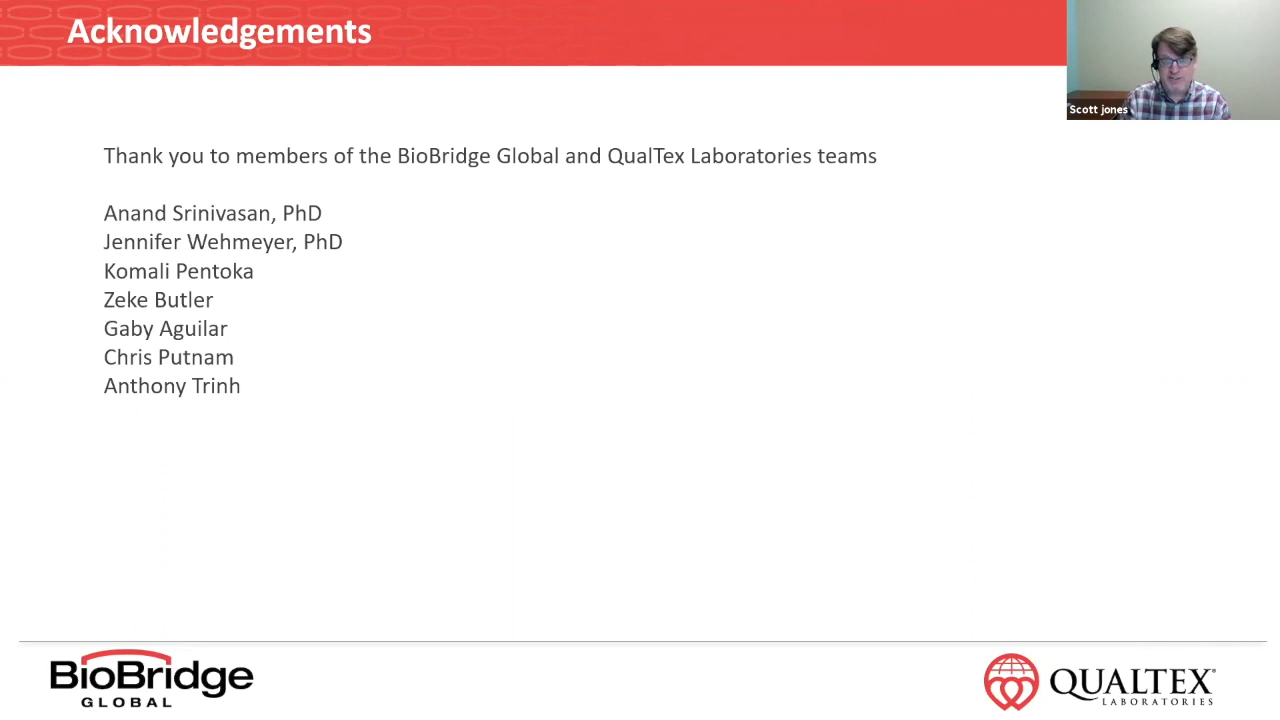 Acknowledgements
Scott jones
Thank you to members of the BioBridge Global and QualTex Laboratories teams
Anand Srinivasan, PhD
Jennifer Wehmeyer, PhD
Komali Pentoka
Zeke Butler
Gaby Aguilar
Chris Putnam
Anthony Trinh
BioBridge
GLOBAL
QUALTEX®
LABORATORIES